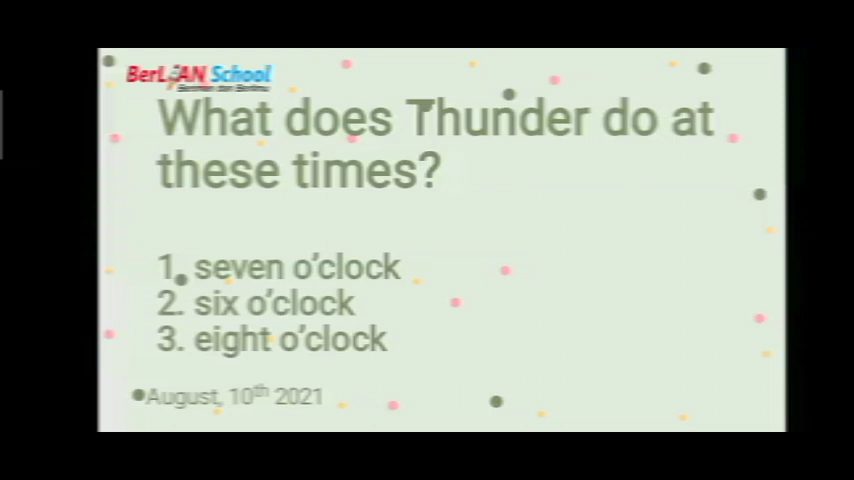 BerLIAN School
What does Thunder do at
these times?
1. seven o'clock
2. six o'clock
3. eight o'clock
August, 10th 2021